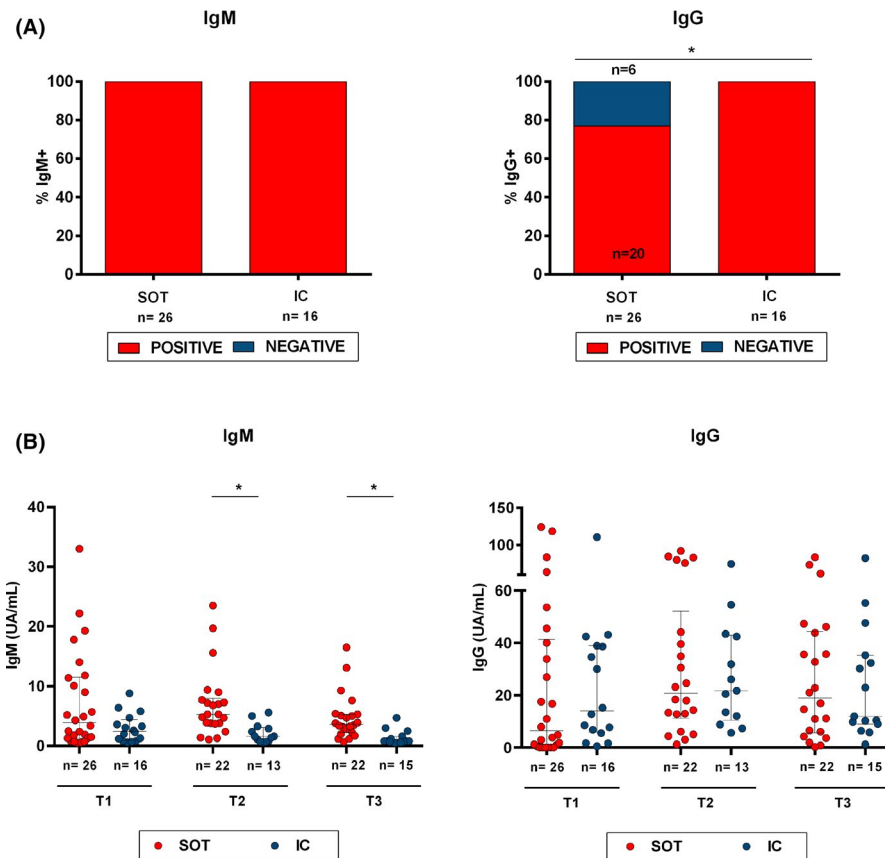 (A)
IgM
IgG
*
n=6
100
80
60
40
20
0
% IgM+
SOT
IC
n= 26
n= 16
POSITIVE
NEGATIVE
100
80
60
40
20
0
% IgG+
n=20
SOT
IC
n= 26
n= 16
POSITIVE
NEGATIVE
(B)
IgM
IgG
*
*
40
30
20
10
0
IgM (UA/mL)
n= 26
n= 16
n= 22
n= 13
n= 22
n= 15
T1
T2
T3
SOT
IC
150
100
50
60
40
20
0
IgG (UA/mL)
n= 26
n= 16
n= 22
n= 13
n= 22
n= 15
T1
T2
T3
SOT
IC